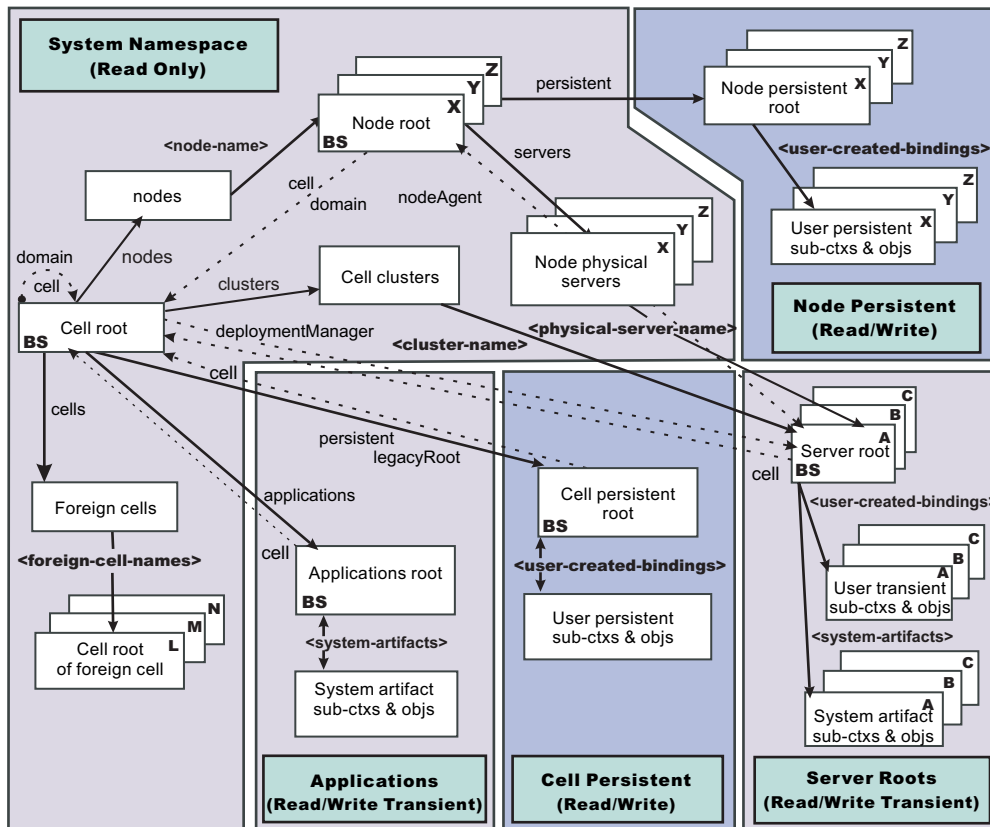 System Namespace
(Read Only)
Z
Y
X
Node root
BS
persistent
Z
Y
X
Node persistent
root
<user-created-bindings>
Z
Y
X
User persistent
sub-ctxs & objs
Node Persistent
(Read/Write)
<node-name>
servers
cell
domain
nodeAgent
nodes
nodes
Z
Y
X
Node physical
servers
domain
cell
clusters
Cell clusters
Cell root
BS
deploymentManager
<physical-server-name>
<cluster-name>
cell
cells
persistent
legacyRoot
C
B
A
Server root
BS
cell
applications
Foreign cells
<foreign-cell-names>
N
M
L
Cell root
of foreign cell
cell
Applications root
BS
<system-artifacts>
System artifact
sub-ctxs & objs
Cell persistent
root
BS
<user-created-bindings>
User persistent
sub-ctxs & objs
<user-created-bindings>
C
B
A
User transient
sub-ctxs & objs
<system-artifacts>
C
B
A
System artifact
sub-ctxs & objs
Applications
(Read/Write Transient)
Cell Persistent
(Read/Write)
Server Roots
(Read/Write Transient)